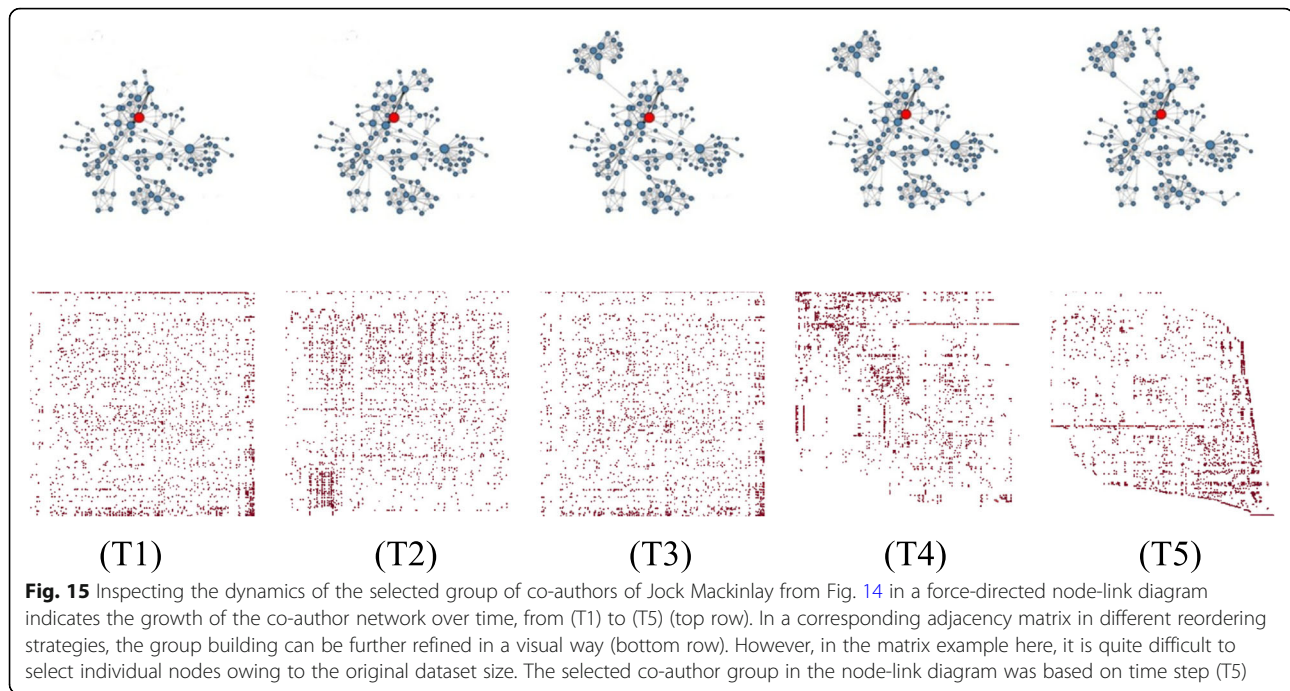 (T1) (T2) (T3) (T4) (T5)
Fig. 15 Inspecting the dynamics of the selected group of co-authors of Jock Mackinlay from Fig. 14 in a force-directed node-link diagram
indicates the growth of the co-author network over time, from (T1) to (T5) (top row). In a corresponding adjacency matrix in different reordering
strategies, the group building can be further refined in a visual way (bottom row). However, in the matrix example here, it is quite difficult to
select individual nodes owing to the original dataset size. The selected co-author group in the node-link diagram was based on time step (T5)